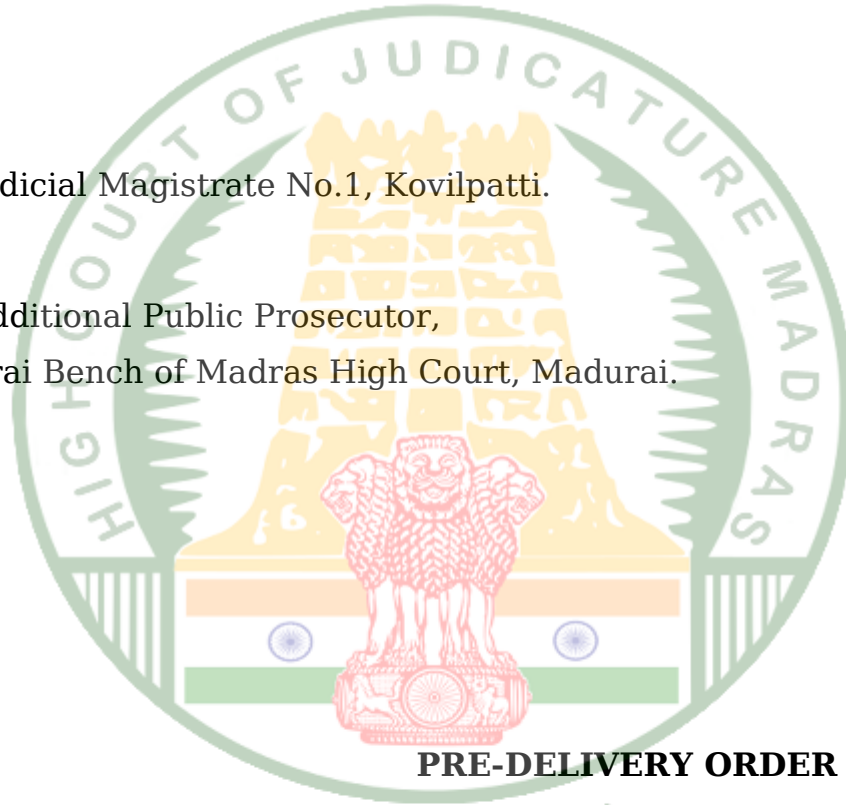 HIGH COURT OF JUDICATURE MADRAS
dicial Magistrate No.1, Kovilpatti.
dditional Public Prosecutor,
rai Bench of Madras High Court, Madurai.
PRE-DELIVERY ORDER